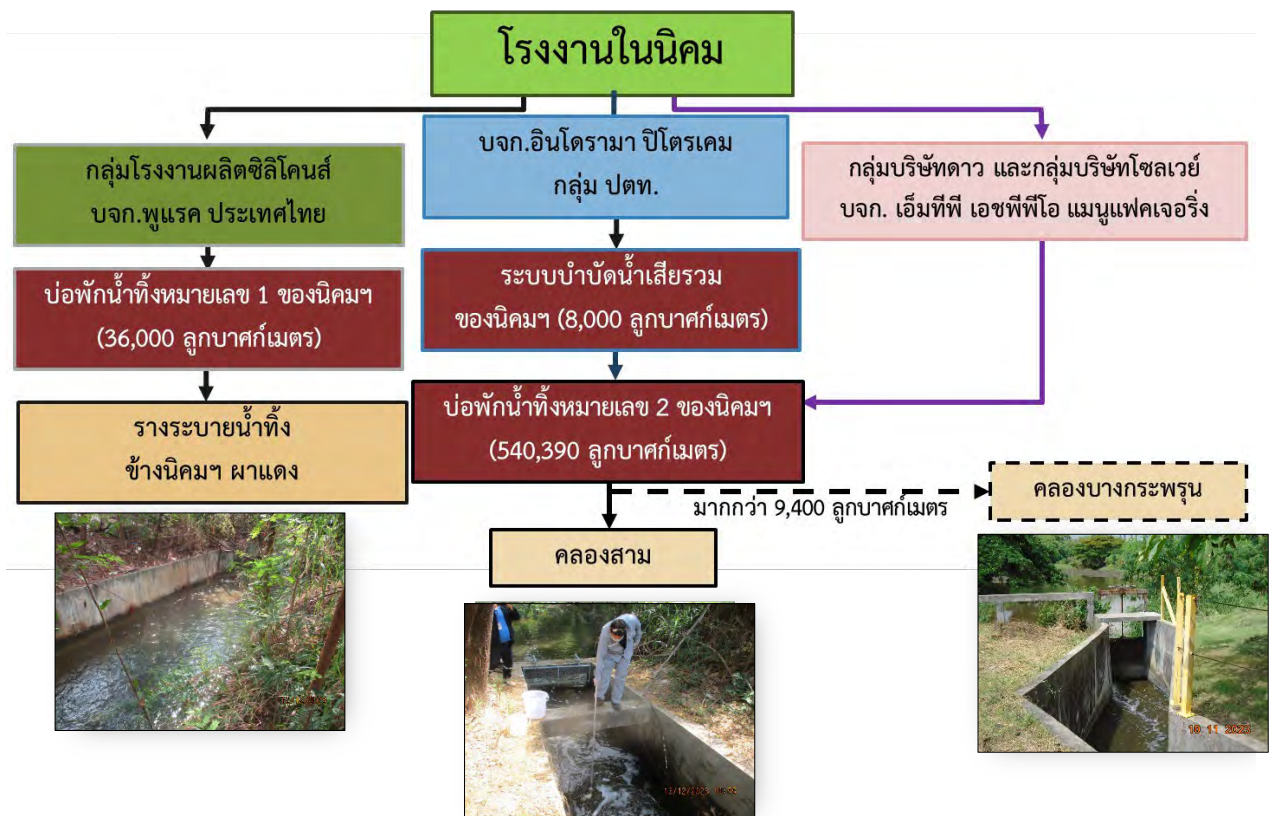 โรงงานในนิคม
กลุ่มโรงงานผลิตซิลิโคนส์
บจก.พูแรค ประเทศไทย
บจก.อินโดรามา ปิโตรเคม
กลุ่ม ปตท.
กลุ่มบริษัทดาว และกลุ่มบริษัทโซลเวย์
บจก. เอ็มทีพี เอชพีพีโอ แมนูแฟคเจอริ่ง
บ่อพักน้ำทิ้งหมายเลข 1 ของนิคมฯ
(36,000 ลูกบาศก์เมตร)
ระบบบำบัดน้ำเสียรวม
ของนิคมฯ (8,000 ลูกบาศก์เมตร)
รางระบายน้ำทิ้ง
ข้างนิคมฯ ผาแดง
บ่อพักน้ำทิ้งหมายเลข 2 ของนิคมฯ
(540,390 ลูกบาศก์เมตร)
มากกว่า 9,400 ลูกบาศก์เมตร
คลองบางกระพรุน
คลองสาม
10 11 2023